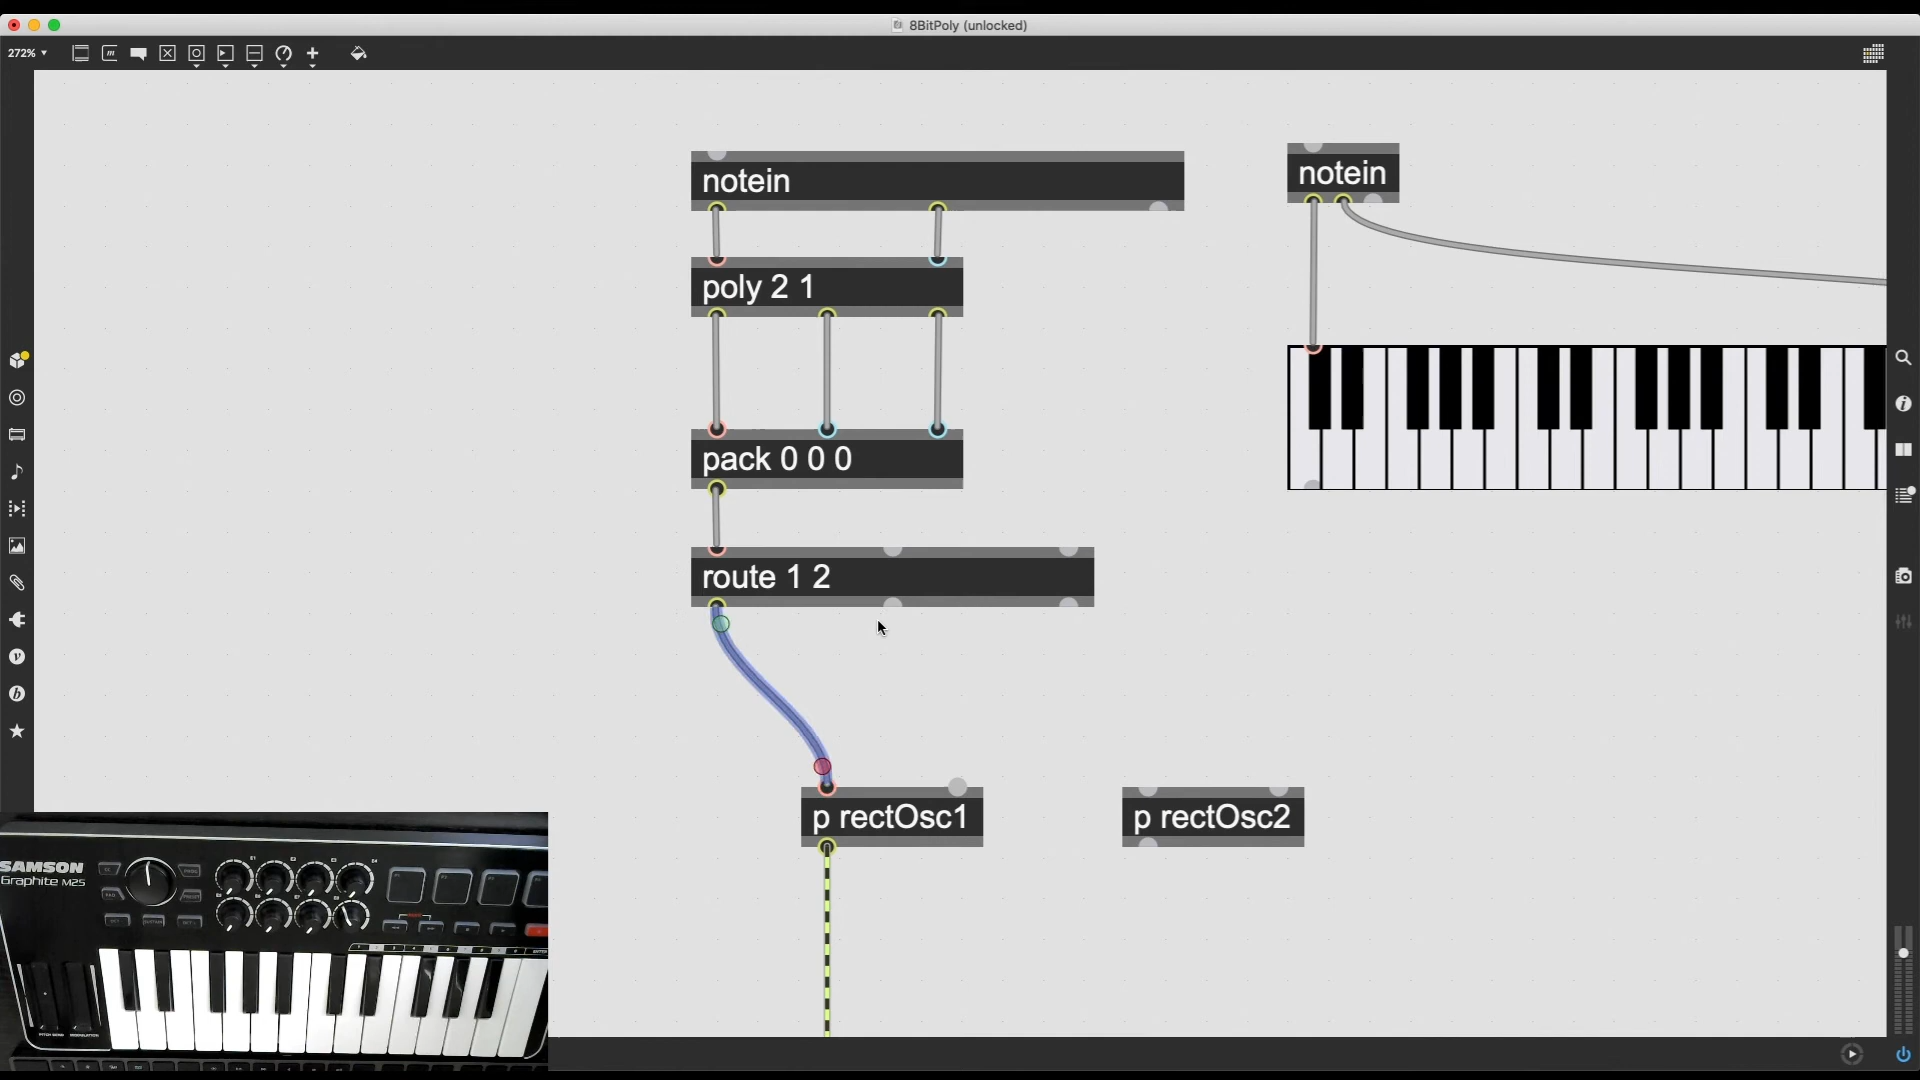 8BitPoly (unlocked)
272%
notein
notein
poly 2 1
pack 0 0 0
route 1 2
p rectOsc1
p rectOsc2
SAMSON
Graphite M25